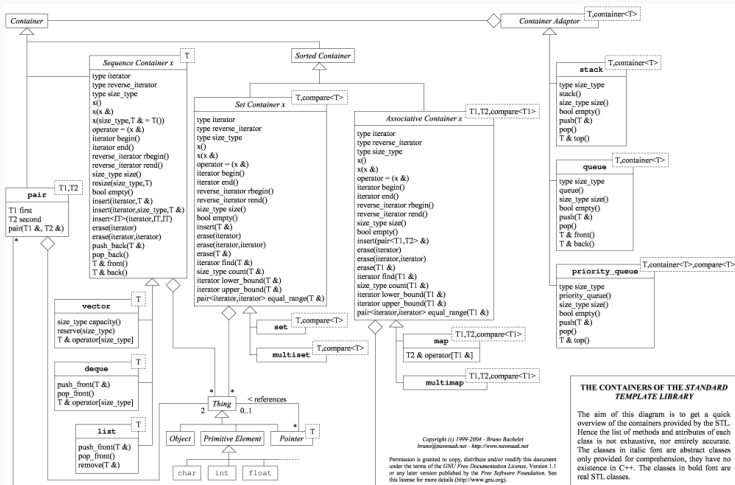 Container
Container Adaptor
T,container<T>
Sequence Container x
T
type iterator
type reverse_iterator
type size_type
x()
x(x &)
x(size_type,T & = T())
operator = (x &)
iterator begin()
iterator end()
reverse_iterator rbegin()
reverse_iterator rend()
size_type size()
resize(size_type,T)
bool empty()
insert(iterator,T &)
insert(iterator,size_type,T &)
insert<IT>(iterator,IT,IT)
erase(iterator)
erase(iterator,iterator)
push_back(T &)
pop_back()
T & front()
T & back()
Sorted Container
Set Container x
T,compare<T>
type iterator
type reverse_iterator
type size_type
x()
x(x &)
operator = (x &)
iterator begin()
iterator end()
reverse_iterator rbegin()
reverse_iterator rend()
size_type size()
bool empty()
insert(T &)
erase(iterator)
erase(iterator,iterator)
erase(T &)
iterator find(T &)
size_type count(T &)
iterator lower_bound(T &)
iterator upper_bound(T &)
pair<iterator,iterator> equal_range(T &)
Associative Container x
T1,T2,compare<T1>
type iterator
type reverse_iterator
type size_type
x()
x(x &)
operator = (x &)
iterator begin()
iterator end()
reverse_iterator rbegin()
reverse_iterator rend()
size_type size()
bool empty()
insert(pair<T1,T2> &)
erase(iterator)
erase(iterator,iterator)
erase(T1 &)
iterator find(T1 &)
size_type count(T1 &)
iterator lower_bound(T1 &)
iterator upper_bound(T1 &)
pair<iterator,iterator> equal_range(T1 &)
stack
T,container<T>
type size_type
stack()
size_type size()
bool empty()
push(T &)
pop()
T & top()
queue
T,container<T>
type size_type
queue()
size_type size()
bool empty()
push(T &)
pop()
T & front()
T & back()
priority_queue
T,container<T>,compare<T>
type size_type
priority_queue()
size_type size()
bool empty()
push(T &)
pop()
T & top()
pair
T1,T2
T1 first
T2 second
pair(T1 &, T2 &)
*
vector
T
size_type capacity()
reserve(size_type)
T & operator[size_type]
deque
T
push_front(T &)
pop_front()
T & operator[size_type]
list
T
push_front(T &)
pop_front()
remove(T &)
set
T,compare<T>
multiset
T,compare<T>
map
T1,T2,compare<T1>
T2 & operator[T1 &]
multimap
T1,T2,compare<T1>
* * *
Thing
< references
2
0..1
*
Object
Primitive Element
Pointer
T
char
int
float
Copyright (c) 1999-2004 - Bruno Bachelet
bruno@nawouak.net - http://www.nawouak.net
Permission is granted to copy, distribute and/or modify this document
under the terms of the GNU Free Documentation License, Version 1.1
or any later version published by the Free Software Foundation. See
this license for more details (http://www.gnu.org).
THE CONTAINERS OF THE STANDARD
TEMPLATE LIBRARY
The aim of this diagram is to get a quick
overview of the containers provided by the STL.
Hence the list of methods and attributes of each
class is not exhaustive, nor entirely accurate.
The classes in italic font are abstract classes
only provided for comprehension, they have no
existence in C++. The classes in bold font are
real STL classes.